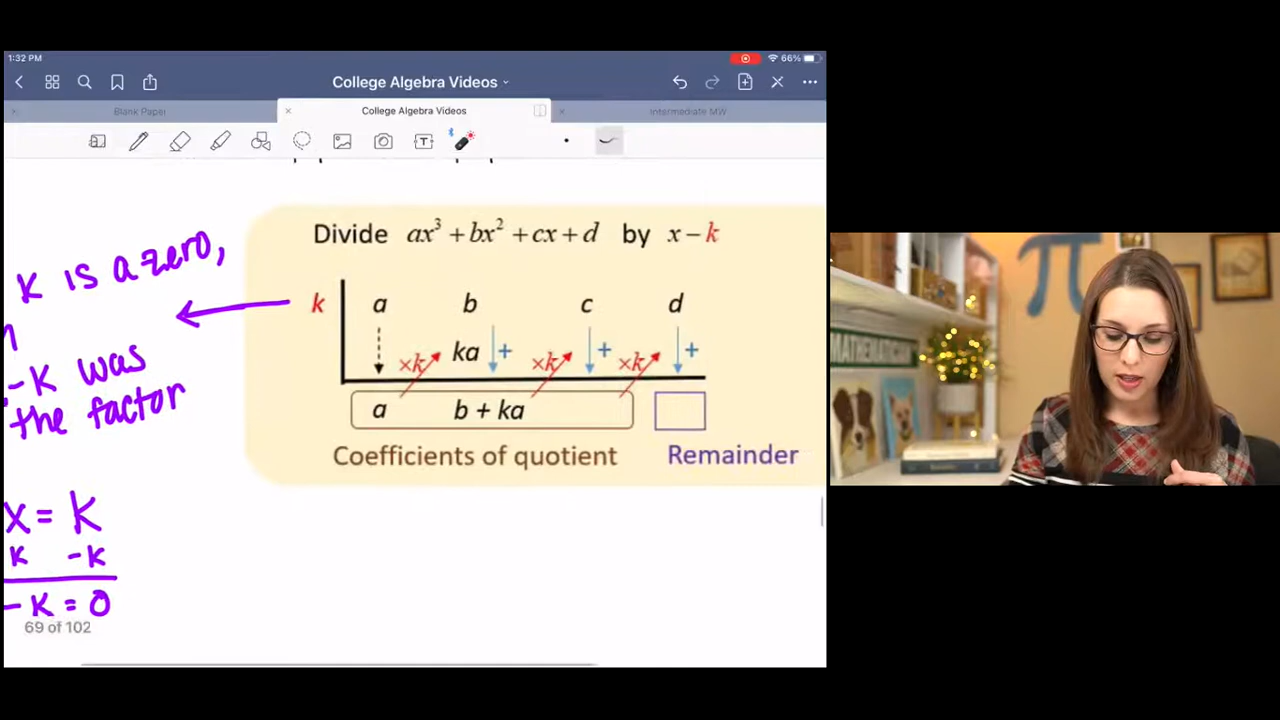 1:32 PM
66%
College Algebra Videos
Blank Paper
College Algebra Videos
Intermediate MW
T
Divide ax³ + bx² + cx + d by x − k
K is a zero,
k a b c d
×k ka + ×k + ×k +
-K was
the factor
a b + ka
Coefficients of quotient Remainder
x = K
K -K
-K = 0
69 of 102
MATHEMATICIAN